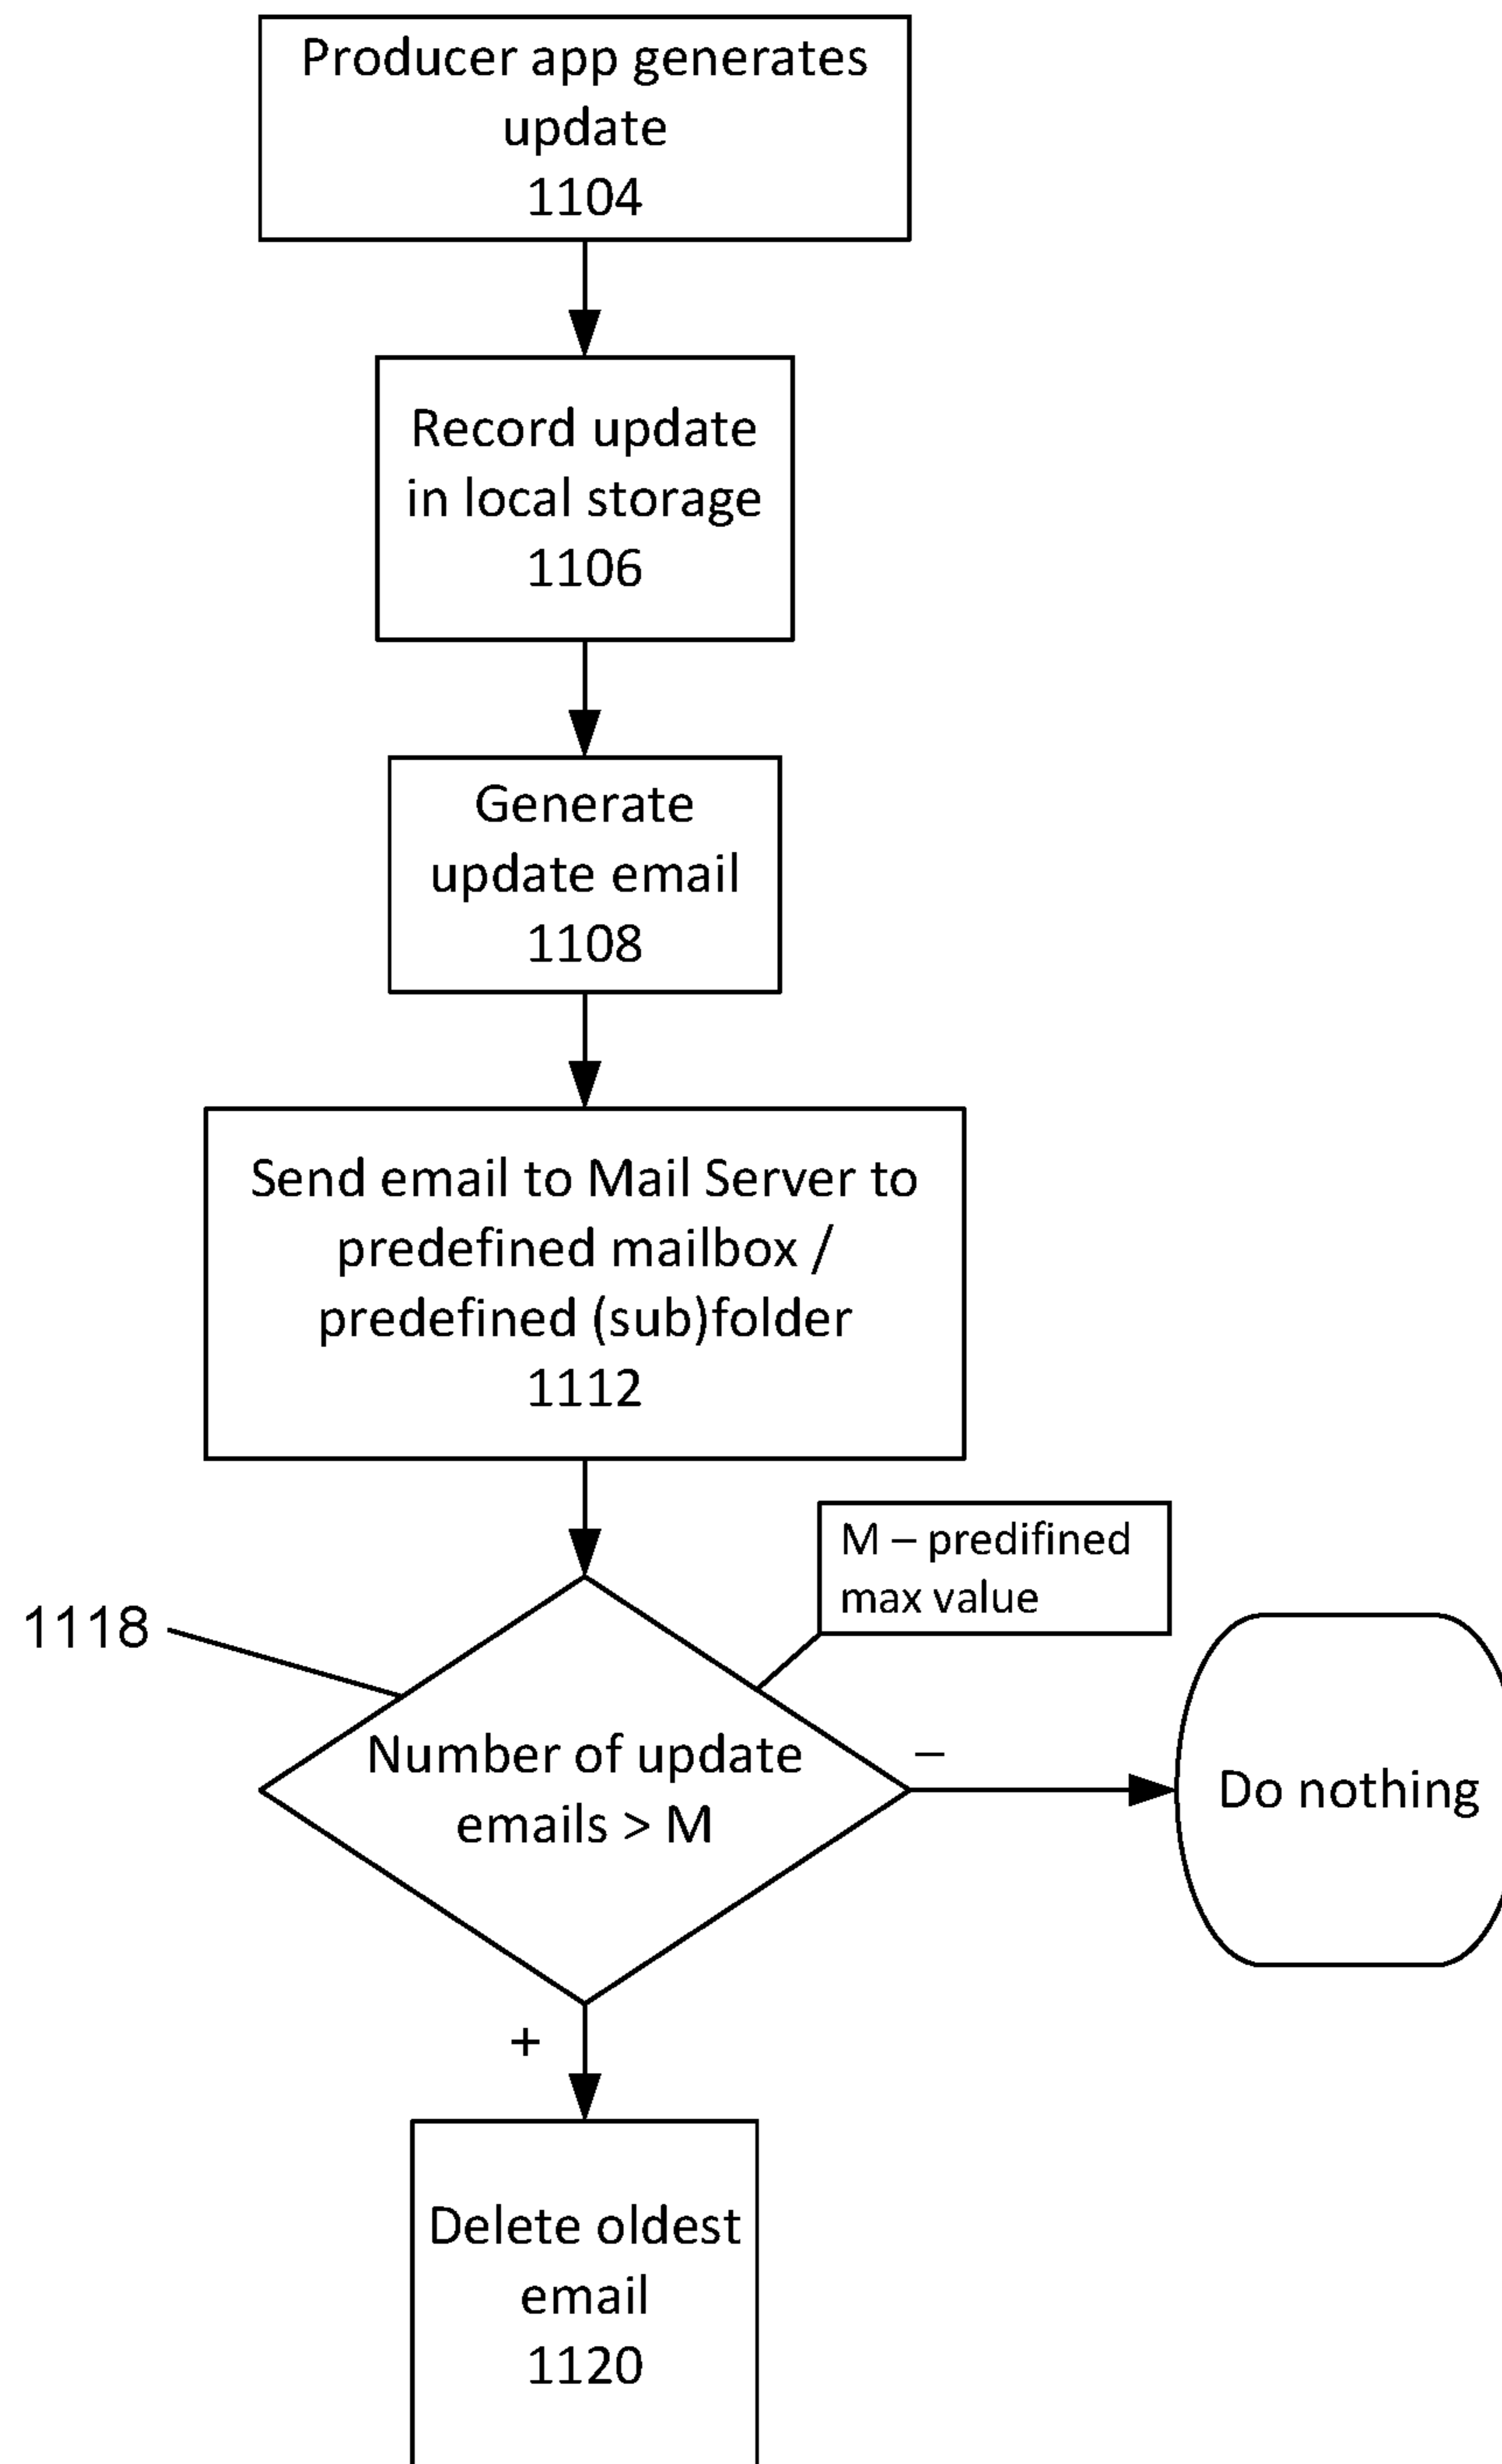 Producer app generates
update
1104
Record update
in local storage
1106
Generate
update email
1108
Send email to Mail Server to
predefined mailbox /
predefined (sub)folder
1112
M – predifined
max value
1118
Number of update
emails > M
–
Do nothing
+
Delete oldest
email
1120